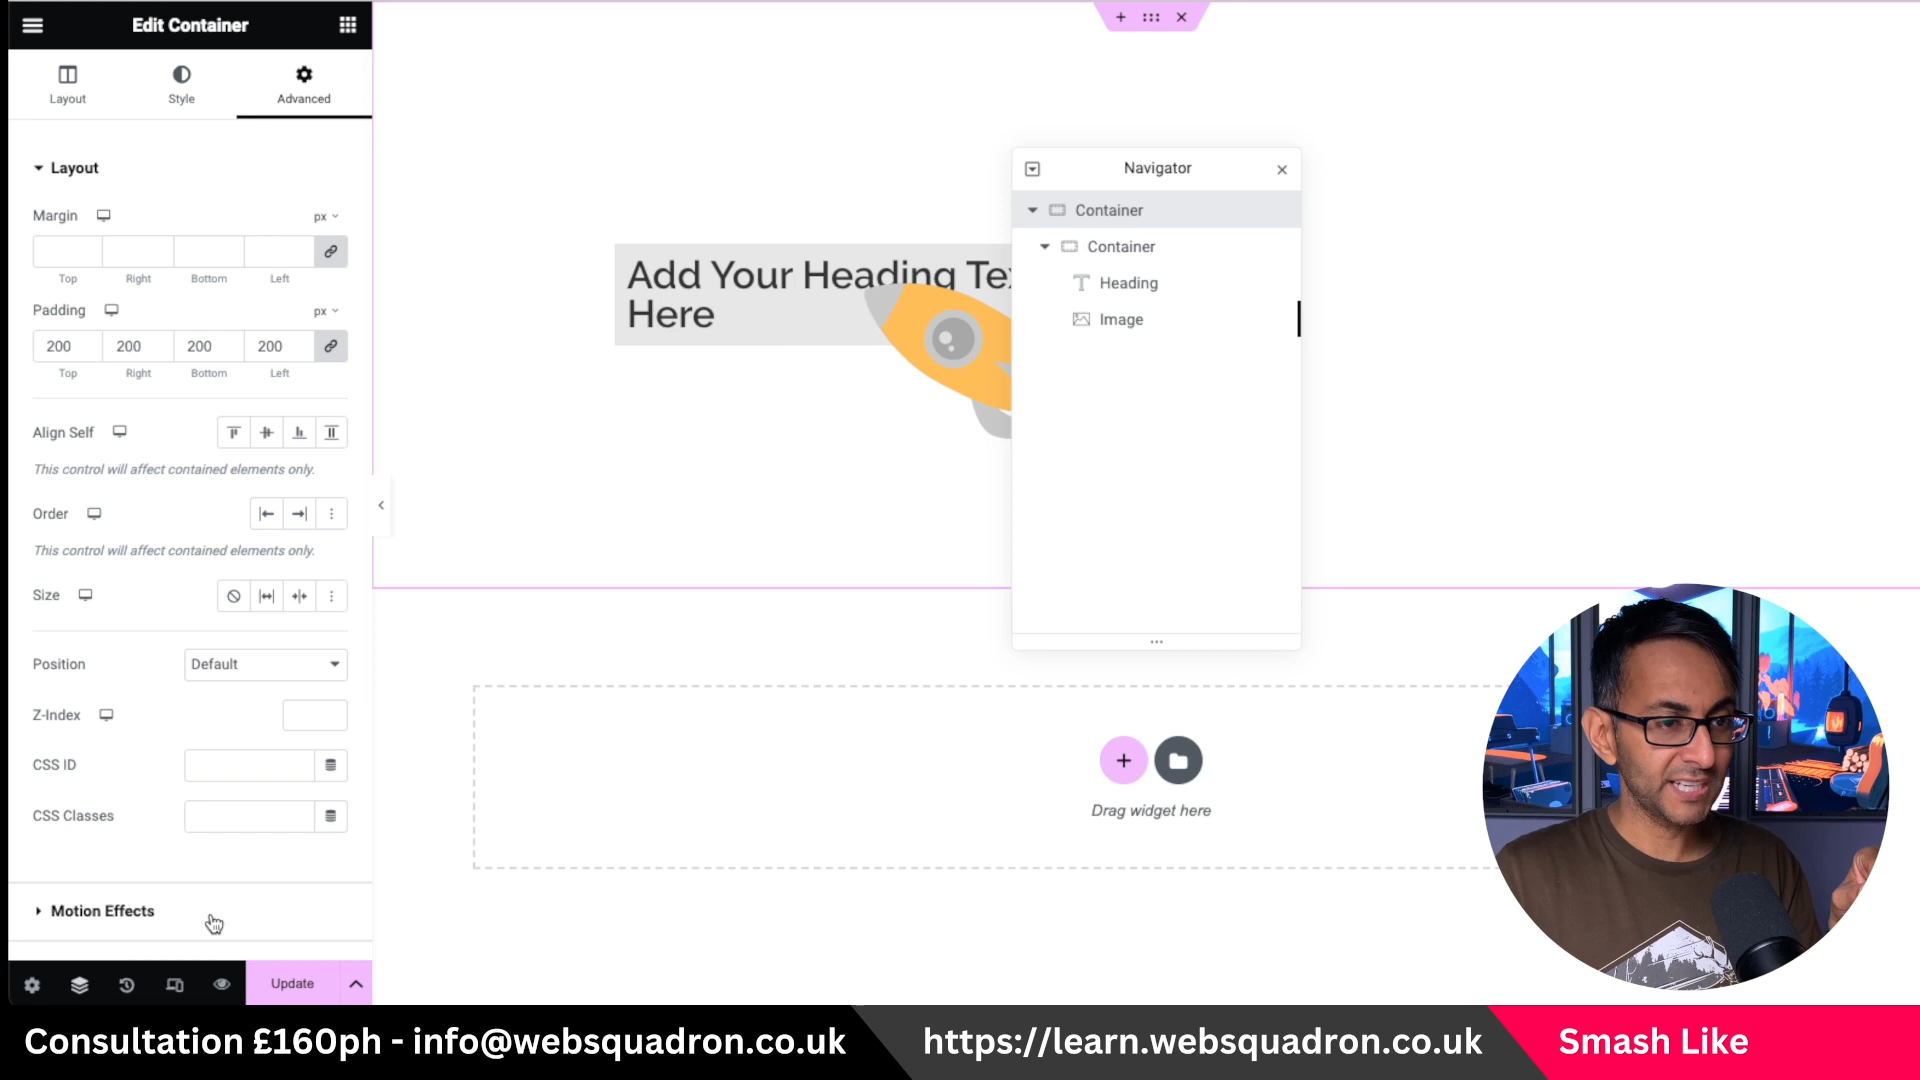 Edit Container
Layout
Style
Advanced
Layout
Margin
px
Top
Right
Bottom
Left
Padding
px
200
200
200
200
Top
Right
Bottom
Left
Align Self
This control will affect contained elements only.
Order
This control will affect contained elements only.
Size
Position
Default
Z-Index
CSS ID
CSS Classes
Motion Effects
Update
Add Your Heading
Here
Navigator
Container
Container
Heading
Image
Drag widget here
Consultation £160ph - info@websquadron.co.uk
https://learn.websquadron.co.uk
Smash Like